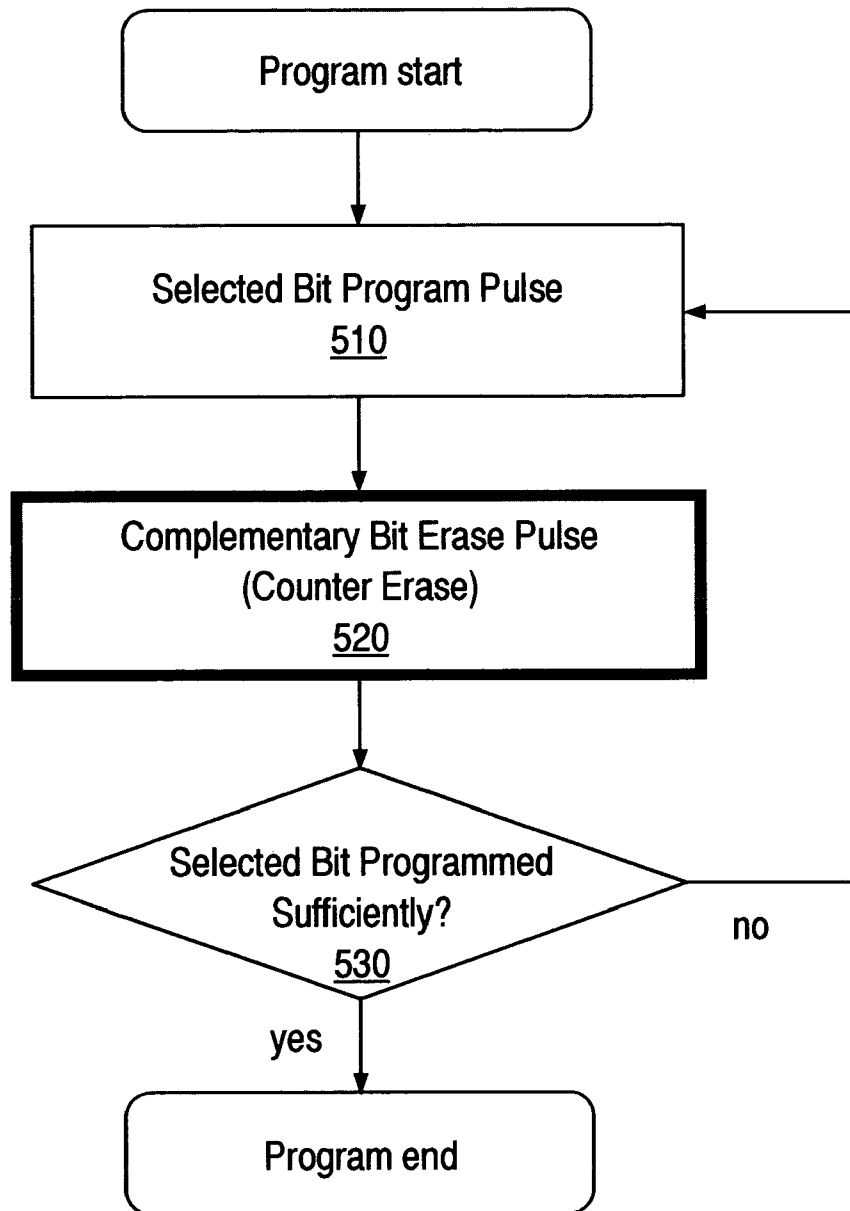 Program start
Selected Bit Program Pulse
510
Complementary Bit Erase Pulse
(Counter Erase)
520
Selected Bit Programmed
Sufficiently?
530
no
yes
Program end